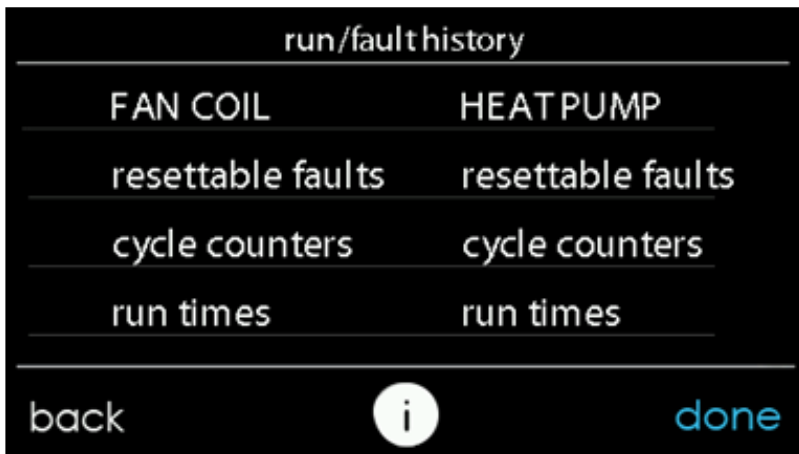 run/fault history
FAN COIL HEAT PUMP
resettable faults resettable faults
cycle counters cycle counters
run times run times
back i done